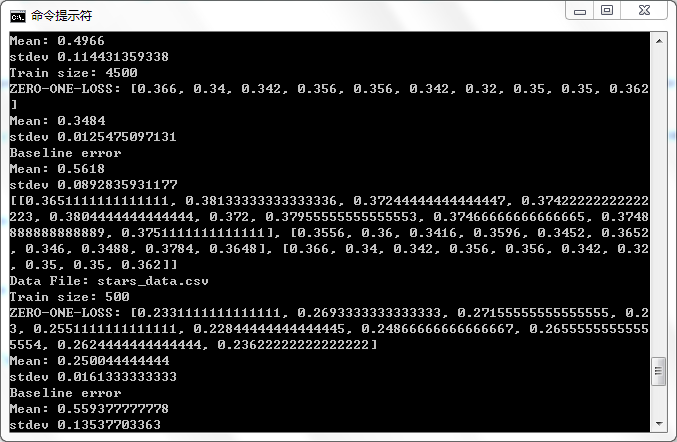 命令提示符
Mean: 0.4966
stdev 0.114431359338
Train size: 4500
ZERO-ONE-LOSS: [0.366, 0.34, 0.342, 0.356, 0.356, 0.342, 0.32, 0.35, 0.35, 0.362
]
Mean: 0.3484
stdev 0.0125475097131
Baseline error
Mean: 0.5618
stdev 0.0892835931177
[[0.3651111111111111, 0.38133333333333336, 0.37244444444444447, 0.37422222222222
223, 0.3804444444444444, 0.372, 0.37955555555555553, 0.37466666666666665, 0.3748
888888888889, 0.3751111111111111], [0.3556, 0.36, 0.3416, 0.3596, 0.3452, 0.3652
, 0.346, 0.3488, 0.3784, 0.3648], [0.366, 0.34, 0.342, 0.356, 0.356, 0.342, 0.32
, 0.35, 0.35, 0.362]]
Data File: stars_data.csv
Train size: 500
ZERO-ONE-LOSS: [0.2331111111111111, 0.2693333333333333, 0.27155555555555555, 0.2
3, 0.2551111111111111, 0.22844444444444445, 0.24866666666666667, 0.2655555555555
5554, 0.2624444444444444, 0.23622222222222222]
Mean: 0.250044444444
stdev 0.0161333333333
Baseline error
Mean: 0.559377777778
stdev 0.13537703363